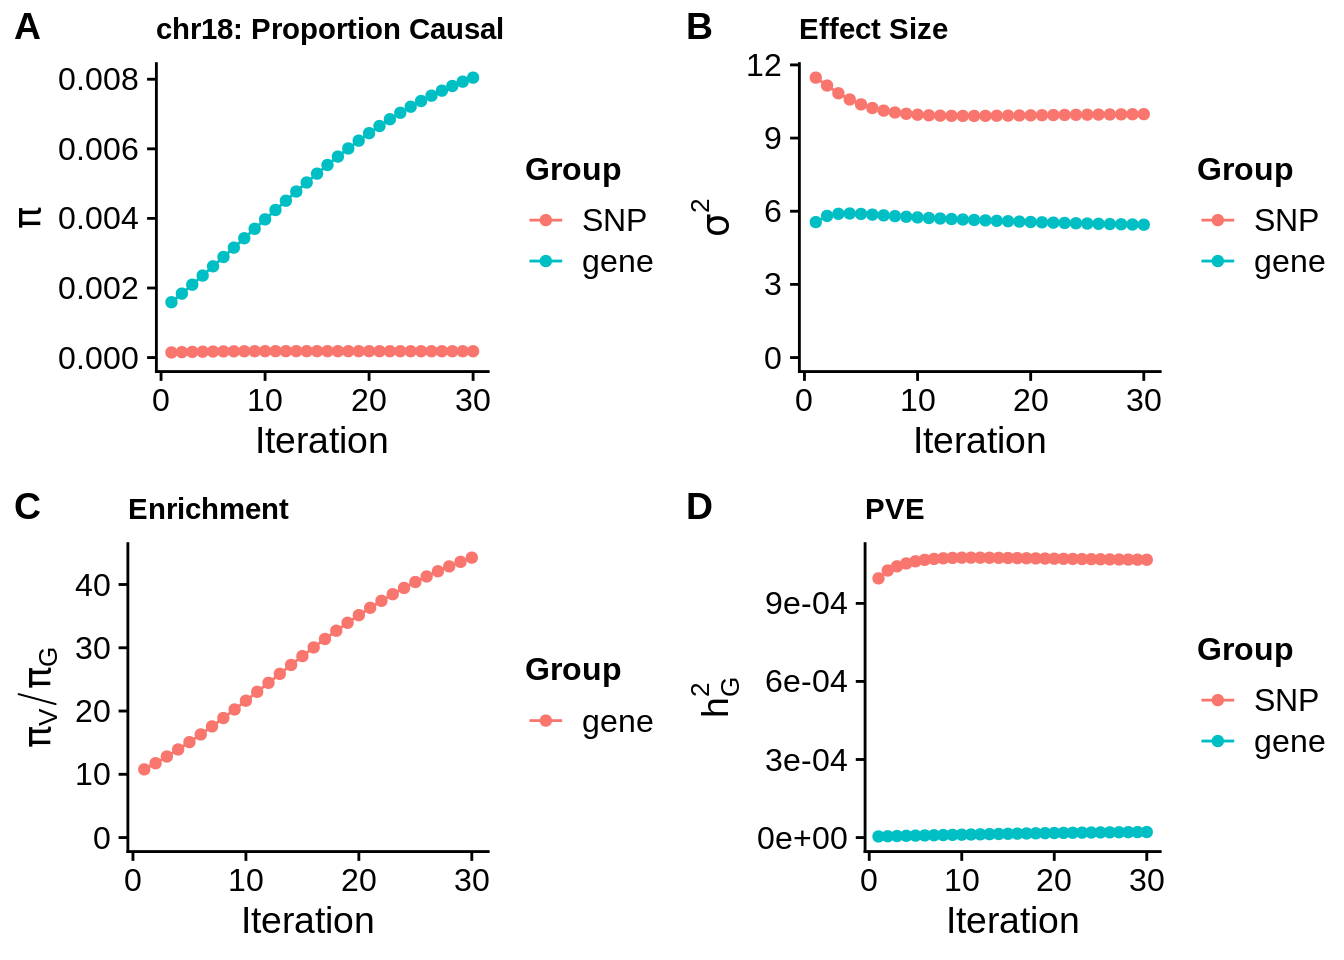 A
chr18: Proportion Causal
π
0.008
0.006
0.004
0.002
0.000
0 10 20 30
Iteration
Group
SNP
gene
B
Effect Size
σ²
12
9
6
3
0
0 10 20 30
Iteration
Group
SNP
gene
C
Enrichment
π_V/π_G
40
30
20
10
0
0 10 20 30
Iteration
Group
gene
D
PVE
h²_G
9e-04
6e-04
3e-04
0e+00
0 10 20 30
Iteration
Group
SNP
gene